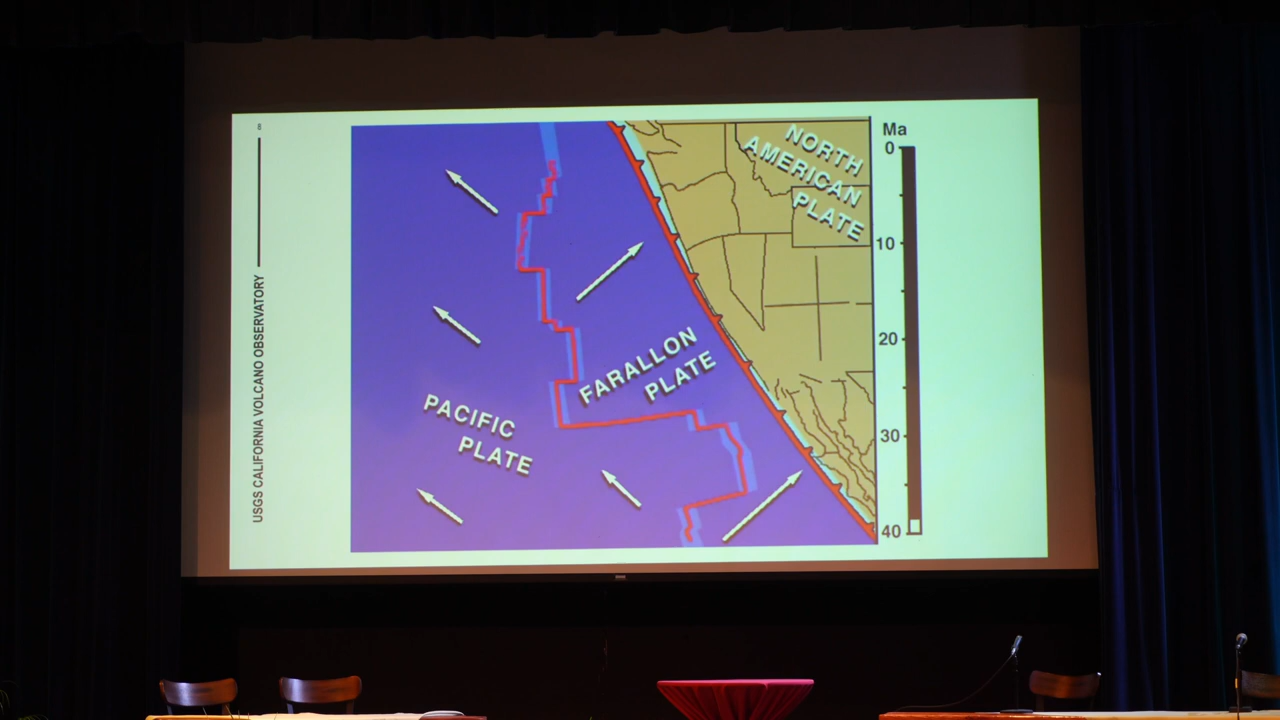 USGS CALIFORNIA VOLCANO OBSERVATORY
NORTH
AMERICAN
PLATE
FARALLON
PLATE
PACIFIC
PLATE
Ma
0
10
20
30
40